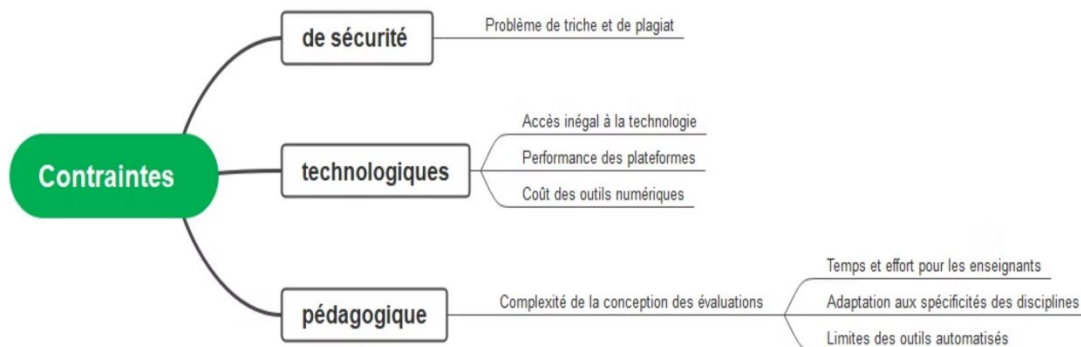 Contraintes
de sécurité
Problème de triche et de plagiat
technologiques
Accès inégal à la technologie
Performance des plateformes
Coût des outils numériques
pédagogique
Complexité de la conception des évaluations
Temps et effort pour les enseignants
Adaptation aux spécificités des disciplines
Limites des outils automatisés